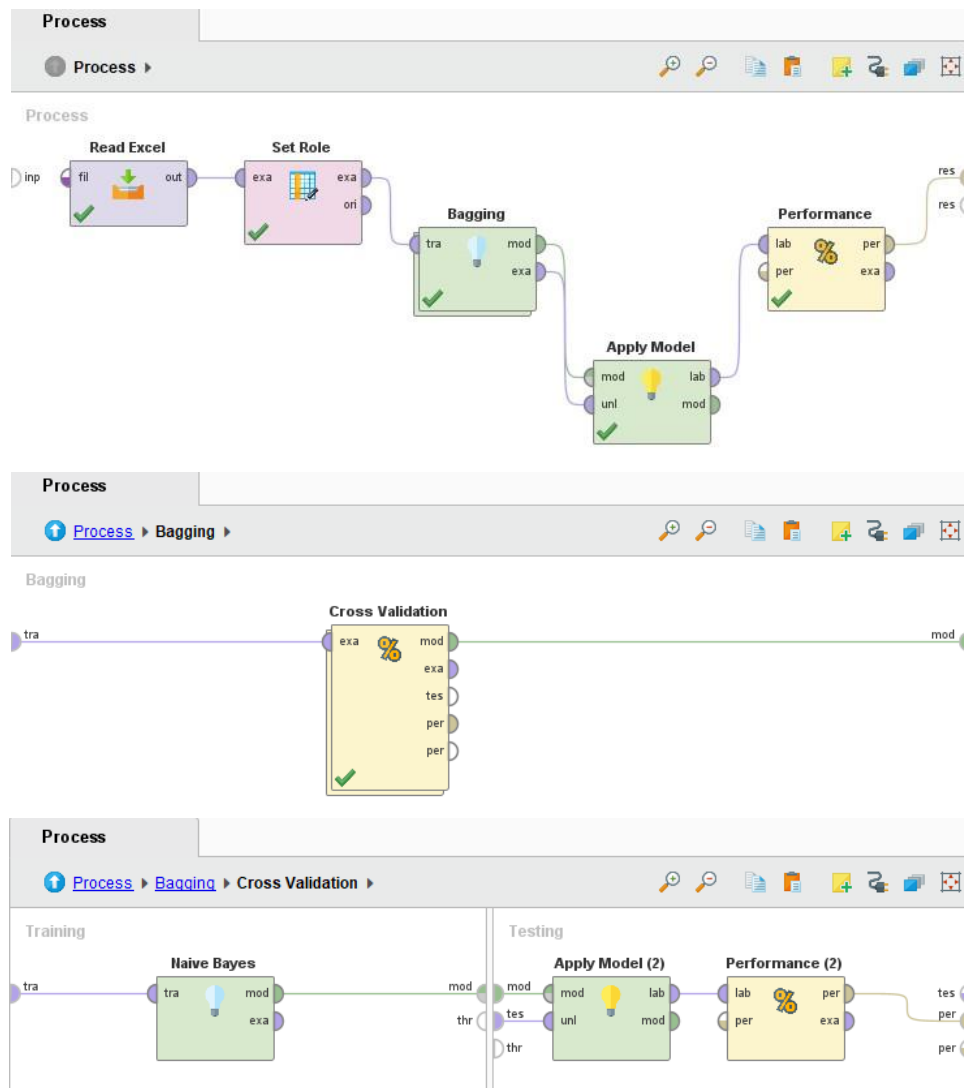 Process
Process
Process
Read Excel
Set Role
inp
fil
out
exa
exa
ori
res
res
Bagging
tra
mod
exa
Performance
lab
per
per
exa
Apply Model
mod
lab
unl
mod
Process
Process Bagging
Bagging
tra
Cross Validation
exa
mod
exa
tes
per
per
mod
Process
Process Bagging Cross Validation
Training
Testing
Naive Bayes
tra
tra
mod
exa
mod
thr
Apply Model (2)
mod
tes
thr
mod
lab
unl
mod
Performance (2)
lab
per
per
exa
tes
per
per